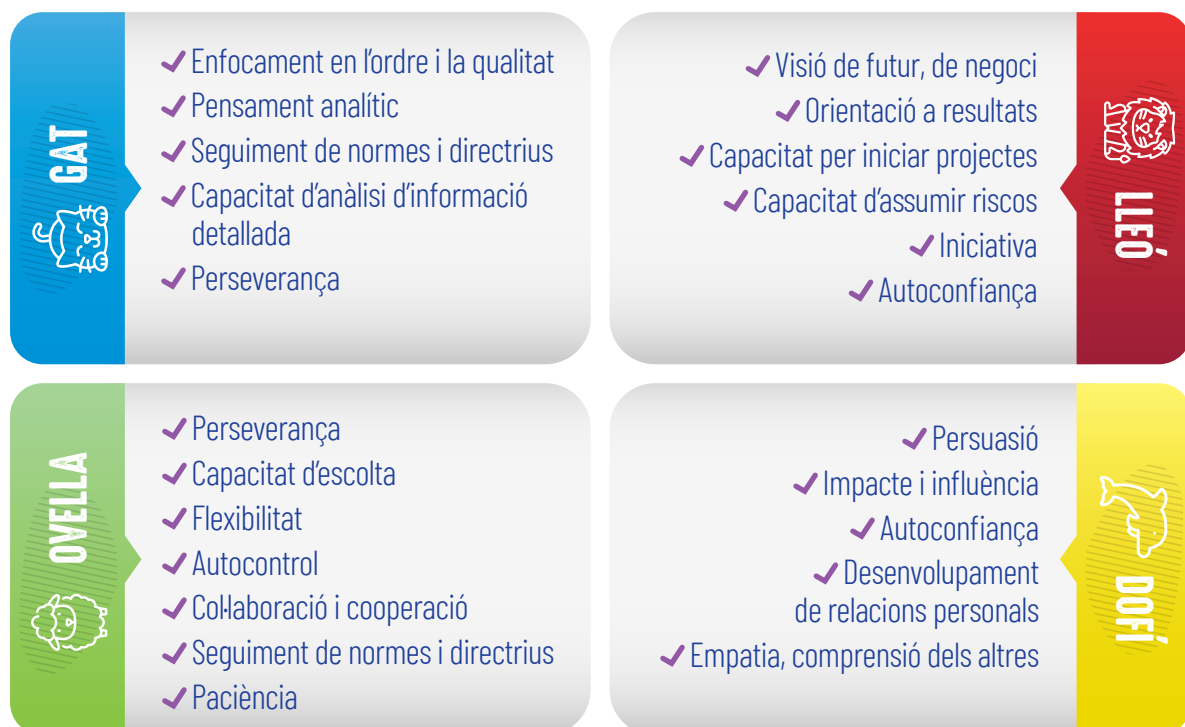 GAT
✓ Enfocament en l'ordre i la qualitat
✓ Pensament analític
✓ Seguiment de normes i directrius
✓ Capacitat d'anàlisi d'informació
detallada
✓ Perseverança
LLEÓ
✓ Visió de futur, de negoci
✓ Orientació a resultats
✓ Capacitat per iniciar projectes
✓ Capacitat d'assumir riscos
✓ Iniciativa
✓ Autoconfiança
OVELLA
✓ Perseverança
✓ Capacitat d'escolta
✓ Flexibilitat
✓ Autocontrol
✓ Col·laboració i cooperació
✓ Seguiment de normes i directrius
✓ Paciència
DOFÍ
✓ Persuasió
✓ Impacte i influència
✓ Autoconfiança
✓ Desenvolupament
de relacions personals
✓ Empatia, comprensió dels altres